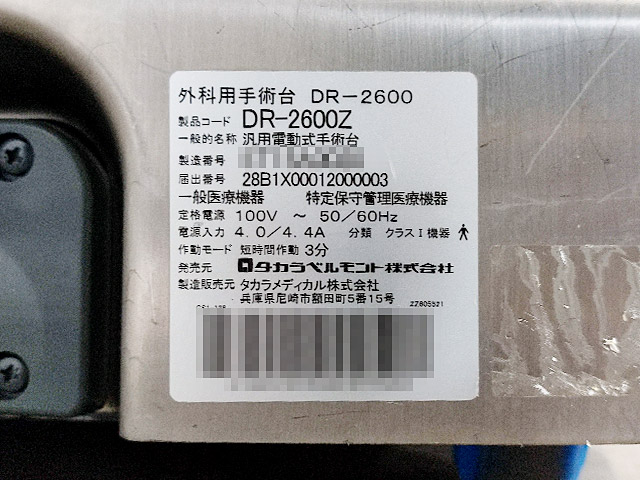 外科用手術台 DR-2600
製品コード DR-2600Z
一般的名称 汎用電動式手術台
製造番号
届出番号 28B1X00012000003
一般医療機器 特定保守管理医療機器
定格電源 100V ～ 50/60Hz
電源入力 4.0/4.4A 分類 クラスI機器
作動モード 短時間作動 3分
発売元 タカラベルモント株式会社
製造販売元 タカラメディカル株式会社
兵庫県尼崎市額田町5番15号
ZZ805521